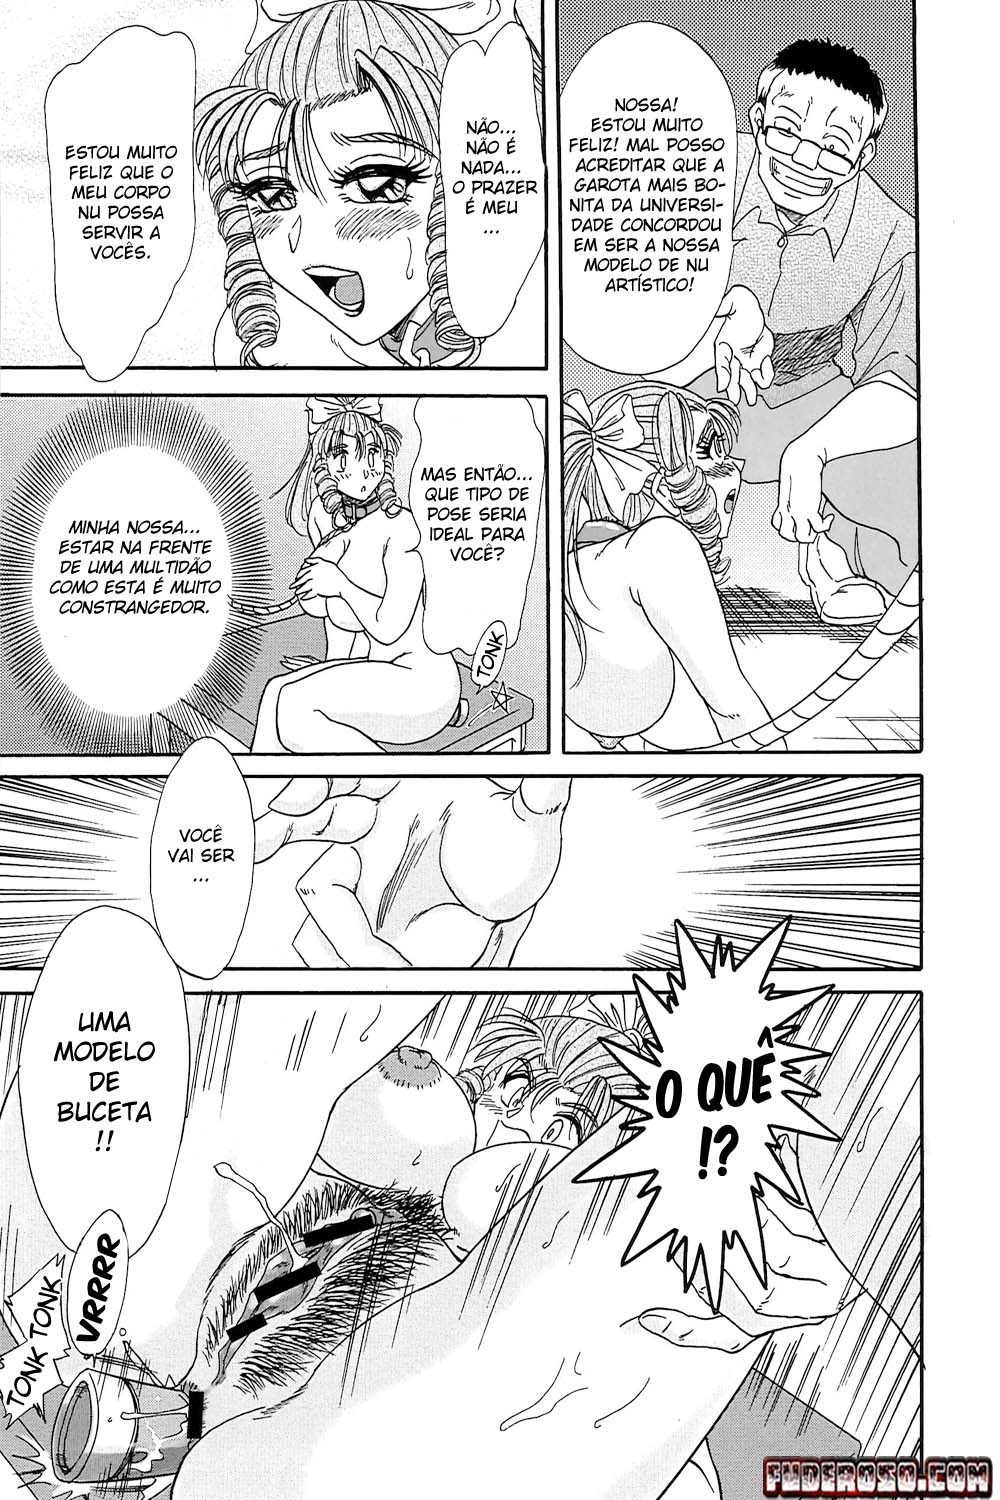 NOSSA!
ESTOU MUITO
FELIZ! MAL POSSO
ACREDITAR QUE A
GAROTA MAIS BO-
NITA DA UNIVERSI-
DADE CONCORDOU
EM SER A NOSSA
MODELO DE NU
ARTÍSTICO!
NÃO...
NÃO É
NADA...
O PRAZER
É MEU
...
ESTOU MUITO
FELIZ QUE O
MEU CORPO
NU POSSA
SERVIR A
VOCÊS.
MAS ENTÃO...
QUE TIPO DE
POSE SERIA
IDEAL PARA
VOCÊ?
TONK
MINHA NOSSA...
ESTAR NA FRENTE
DE UMA MULTIDÃO
COMO ESTA É MUITO
CONSTRANGEDOR.
VOCÊ
VAI SER
...
O QUÊ
!?
UMA
MODELO
DE
BUCETA
!!
VRRRR
TONK TONK
FUDEROSO.COM